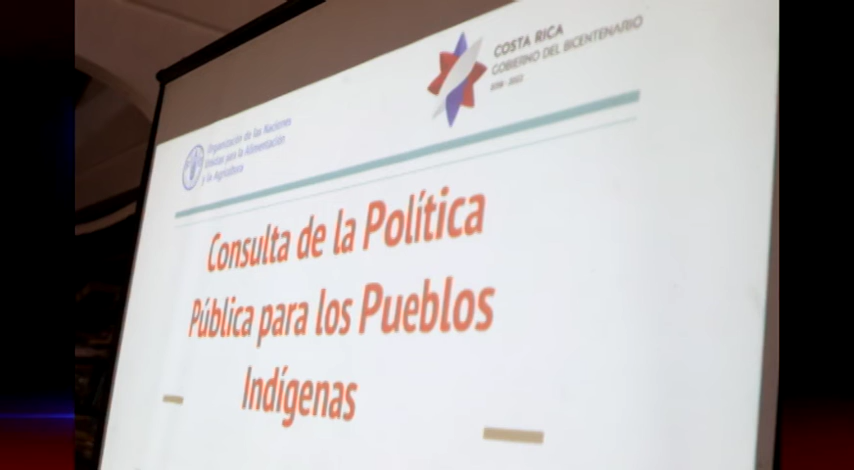 COSTA RICA
GOBIERNO DEL BICENTENARIO
2018 - 2022
Organización de las Naciones
Unidas para la Alimentación
y la Agricultura
Consulta de la Política
Pública para los Pueblos
Indígenas